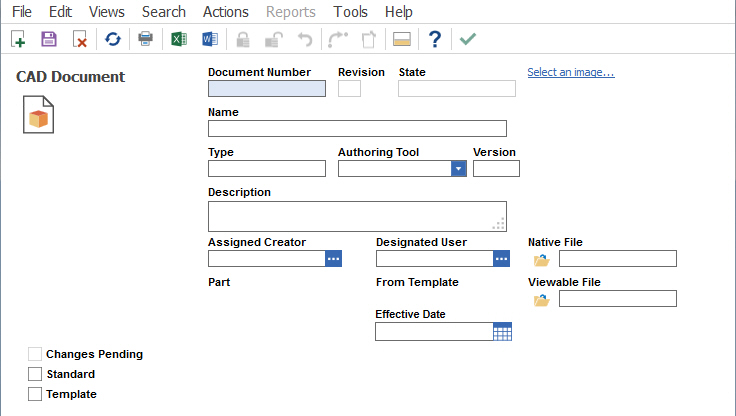 File Edit Views Search Actions Reports Tools Help
CAD Document
Document Number Revision State Select an image...
Name
Type Authoring Tool Version
Description
Assigned Creator Designated User Native File
Part From Template Viewable File
Effective Date
Changes Pending
Standard
Template